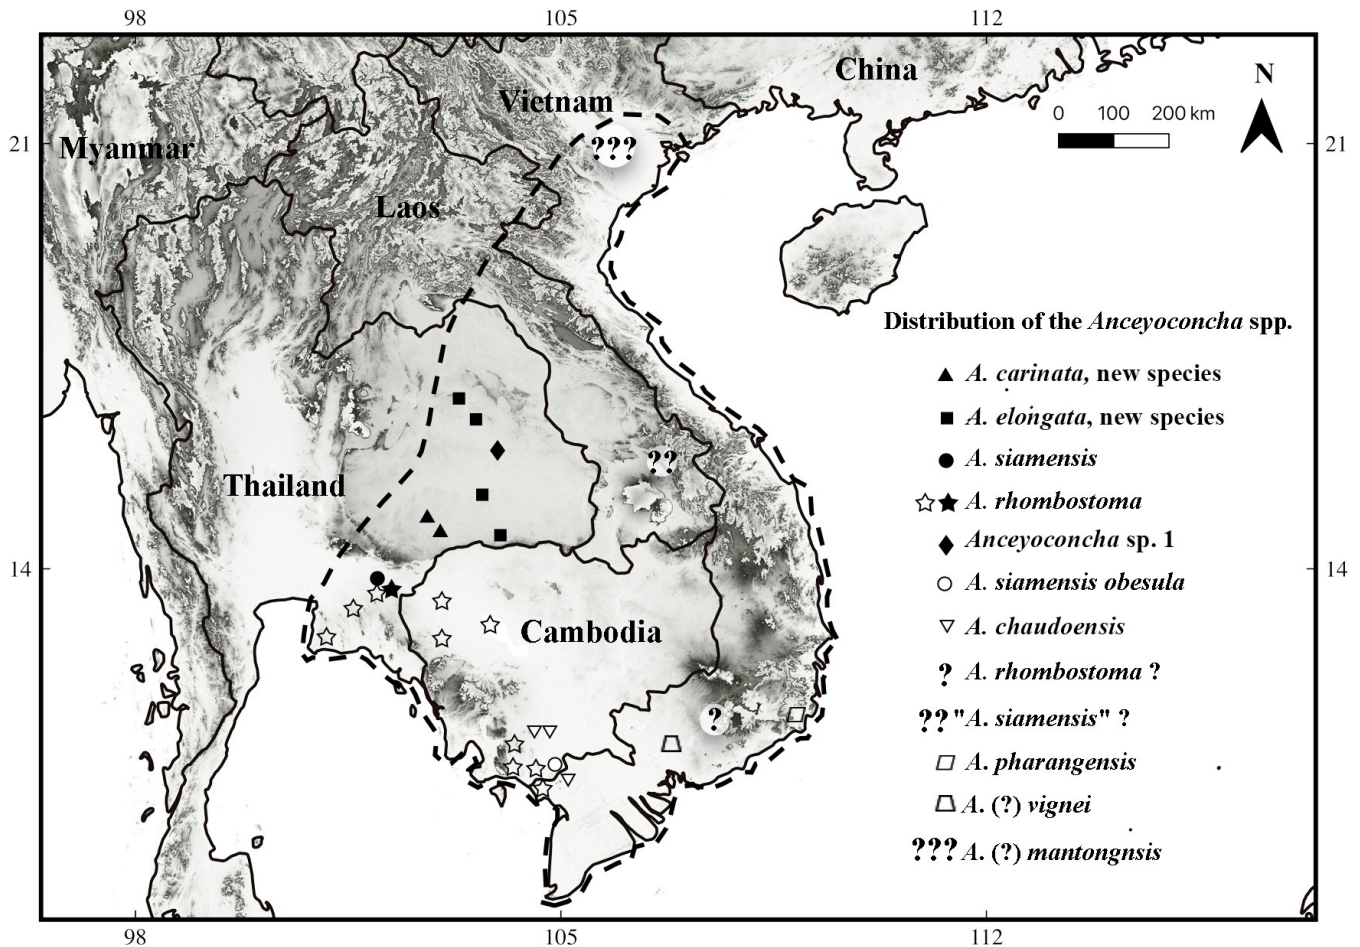 98 105 112
China
N
Vietnam
0 100 200 km
21 Myanmar ??? 21
Laos
Distribution of the Anceyoconcha spp.
A. carinata, new species
A. elongata, new species
?? A. siamensis
Thailand
A. rhombostoma
Anceyoconcha sp. 1
14 14
A. siamensis obesula
Cambodia A. chaudoensis
? A. rhombostoma ?
? ?? "A. siamensis" ?
A. pharangensis
A. (?) vignei
??? A. (?) mantongnsis
98 105 112